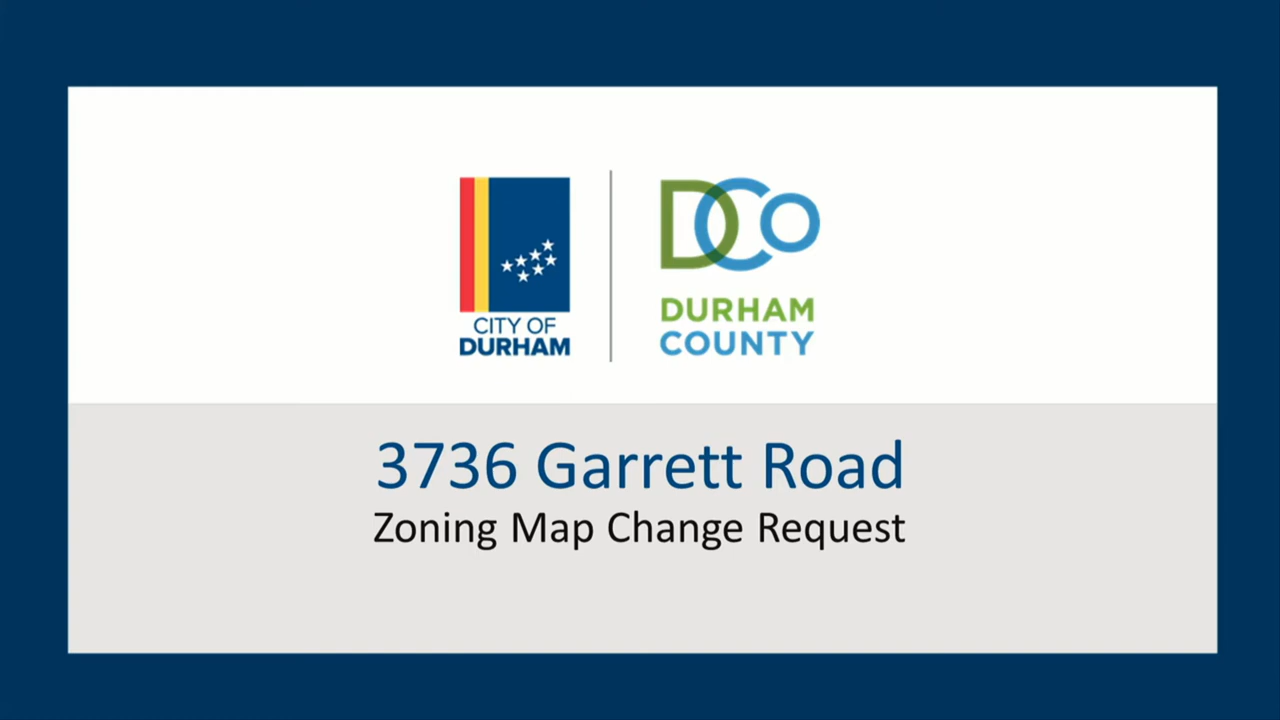 CITY OF
DURHAM
DCo
DURHAM
COUNTY
3736 Garrett Road
Zoning Map Change Request